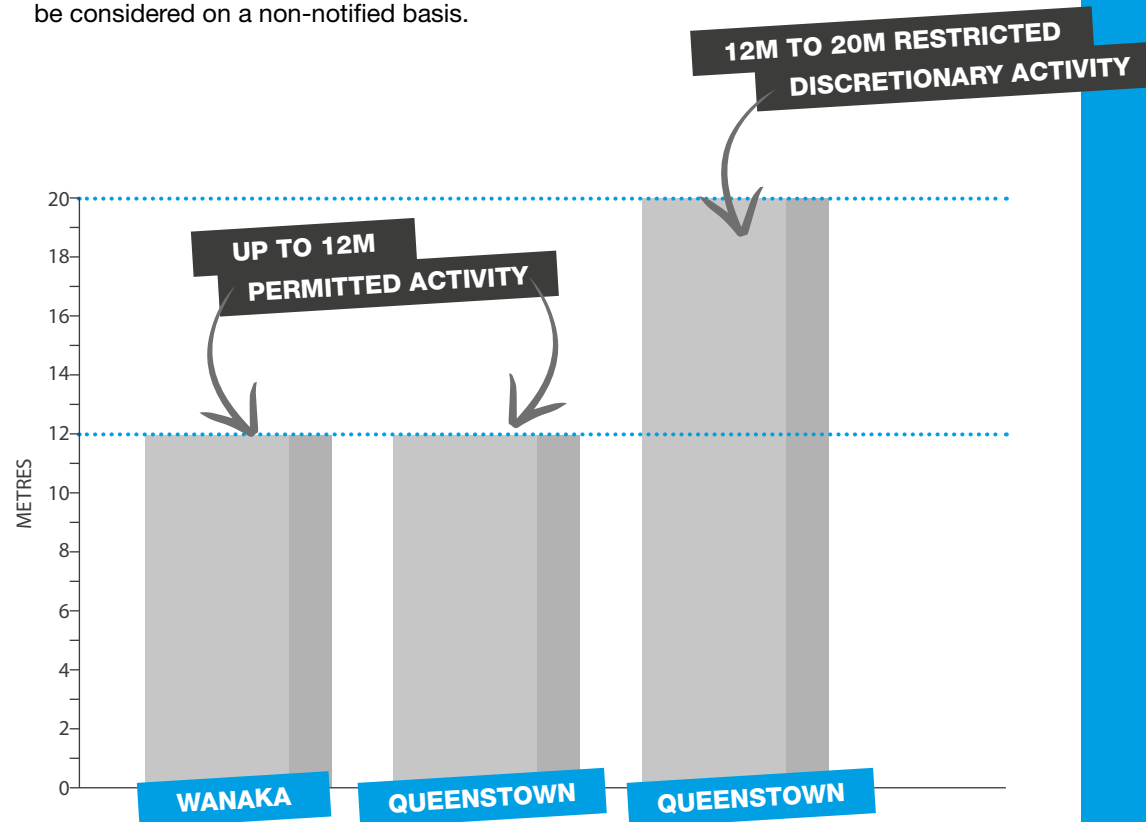 be considered on a non-notified basis.
12M TO 20M RESTRICTED
DISCRETIONARY ACTIVITY
UP TO 12M
PERMITTED ACTIVITY
METRES
20
18
16
14
12
10
8
6
4
2
0
WANAKA
QUEENSTOWN
QUEENSTOWN